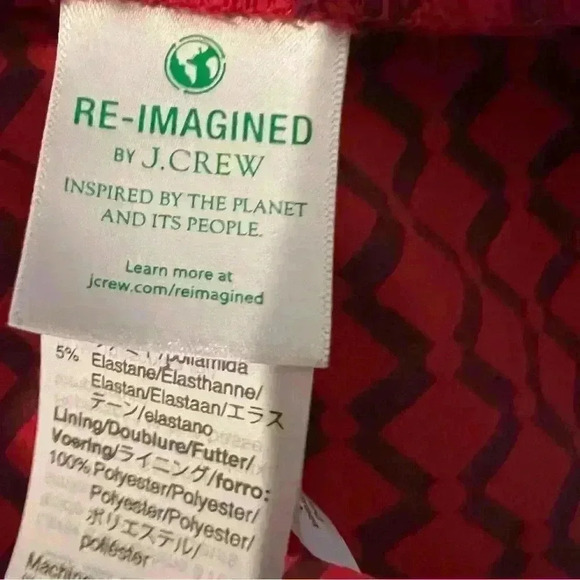 RE-IMAGINED
BY J.CREW
INSPIRED BY THE PLANET
AND ITS PEOPLE.
Learn more at
jcrew.com/reimagined
5% Elastane/Élasthanne/
Elastan/Elastaan/エラス
テーン/elastano
Lining/Doublure/Futter/
Voering/ライニング/forro:
100% Polyester/Polyester/
Polyester/Polyester/
ポリエステル/
poliéster